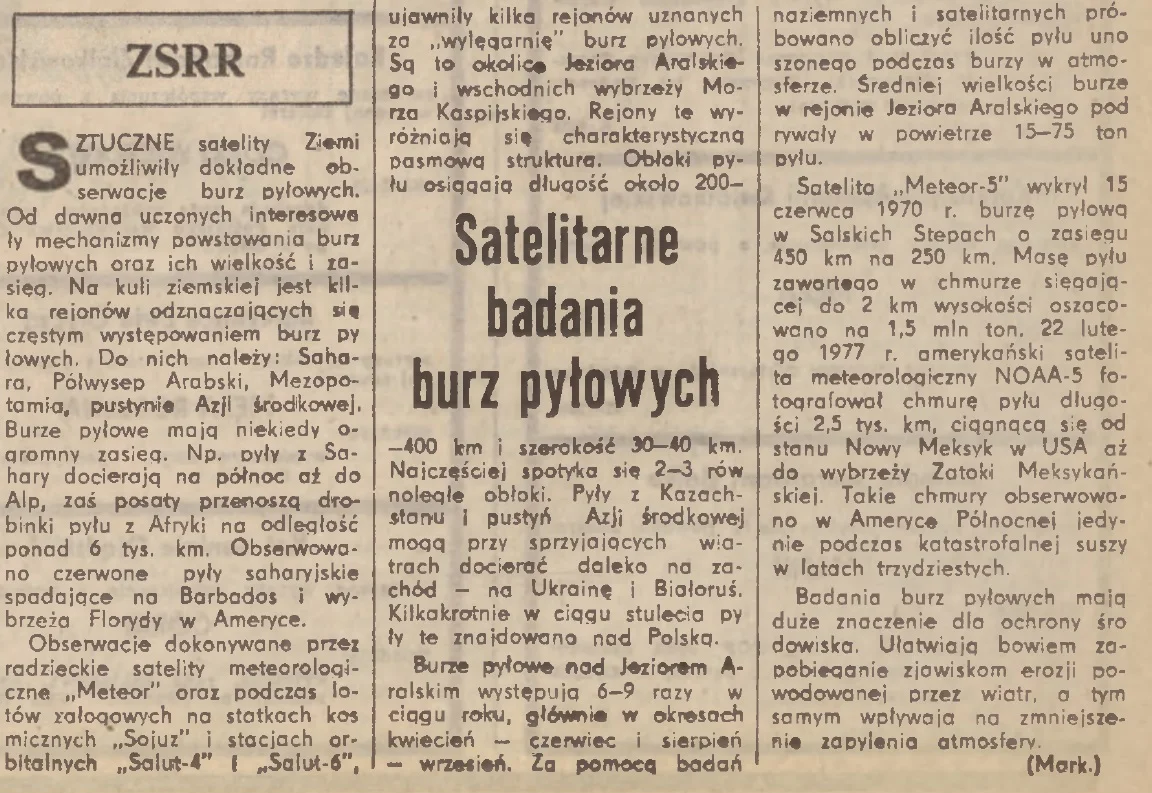 ZSRR
SZTUCZNE satelity Ziemi
umożliwiły dokładne ob-
serwacje burz pyłowych.
Od dawna uczonych interesowa
ły mechanizmy powstawania burz
pyłowych oraz ich wielkość i za-
sięg. Na kuli ziemskiej jest kil-
ka rejonów odznaczających się
częstym występowaniem burz py
łowych. Do nich należy: Saha-
ra, Półwysep Arabski, Mezopo-
tamia, pustynie Azji środkowej.
Burze pyłowe mają niekiedy o-
gromny zasięg. Np. pyły z Sa-
hary docierają na północ aż do
Alp, zaś pasaty przenoszą dro-
binki pyłu z Afryki na odległość
ponad 6 tys. km. Obserwowa-
no czerwone pyły saharyjskie
spadające na Barbados i wy-
brzeża Florydy w Ameryce.
Obserwacje dokonywane przez
radzieckie satelity meteorologi-
czne „Meteor" oraz podczas lo-
tów załogowych na statkach kos
micznych „Sojuz" i stacjach or-
bitalnych „Salut-4" i „Salut-6",
ujawniły kilka rejonów uznanych
za „wylęgarnię" burz pyłowych.
Są to okolice Jeziora Aralskie-
go i wschodnich wybrzeży Mo-
rza Kaspijskiego. Rejony te wy-
różniają się charakterystyczną
pasmową struktura. Obłoki py-
łu osiągają długość około 200–
Satelitarne
badania
burz pyłowych
–400 km i szerokość 30–40 km.
Najczęściej spotyka się 2–3 rów
noległe obłoki. Pyły z Kazach-
stanu i pustyń Azji środkowej
mogą przy sprzyjających wia-
trach docierać daleko na za-
chód – na Ukrainę i Białoruś.
Kilkakrotnie w ciągu stulecia py
ły te znajdowano nad Polską.
Burze pyłowe nad Jeziorem A-
ralskim występują 6–9 razy w
ciągu roku, głównie w okresach
kwiecień – czerwiec i sierpień
– wrzesień. Za pomocą badań
naziemnych i satelitarnych pró-
bowano obliczyć ilość pyłu uno
szonego podczas burzy w atmo-
sferze. Średniej wielkości burze
w rejonie Jeziora Aralskiego pod
rywały w powietrze 15–75 ton
pyłu.
Satelita „Meteor-5" wykrył 15
czerwca 1970 r. burzę pyłową
w Salskich Stepach o zasięgu
450 km na 250 km. Masę pyłu
zawartego w chmurze sięgają-
cej do 2 km wysokości oszaco-
wano na 1,5 mln ton. 22 lute-
go 1977 r. amerykański sateli-
ta meteorologiczny NOAA-5 fo-
tografował chmurę pyłu długo-
ści 2,5 tys. km, ciągnącą się od
stanu Nowy Meksyk w USA aż
do wybrzeży Zatoki Meksykań-
skiej. Takie chmury obserwowa-
no w Ameryce Północnej jedy-
nie podczas katastrofalnej suszy
w latach trzydziestych.
Badania burz pyłowych mają
duże znaczenie dla ochrony śro
dowiska. Ułatwiają bowiem za-
pobieganie zjawiskom erozji po-
wodowanej przez wiatr, a tym
samym wpływają na zmniejsze-
nie zapylenia atmosfery.
(Mark.)